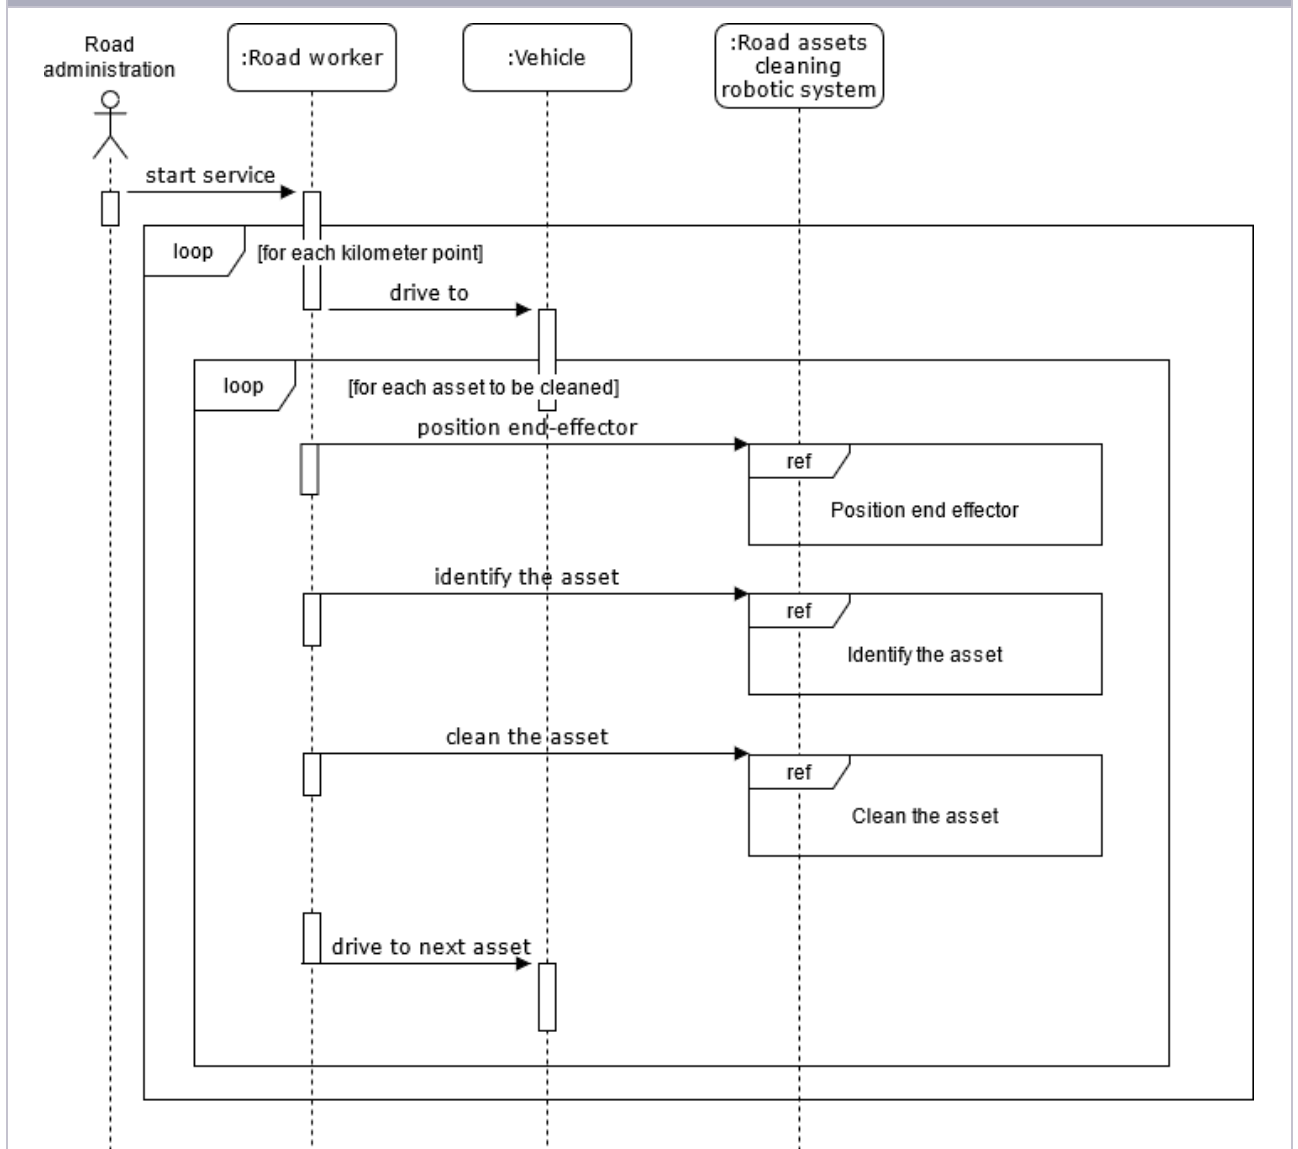 Road
administration
:Road worker
:Vehicle
:Road assets
cleaning
robotic system
start service
loop
[for each kilometer point]
drive to
loop
[for each asset to be cleaned]
position end-effector
ref
Position end effector
identify the asset
ref
Identify the asset
clean the asset
ref
Clean the asset
drive to next asset